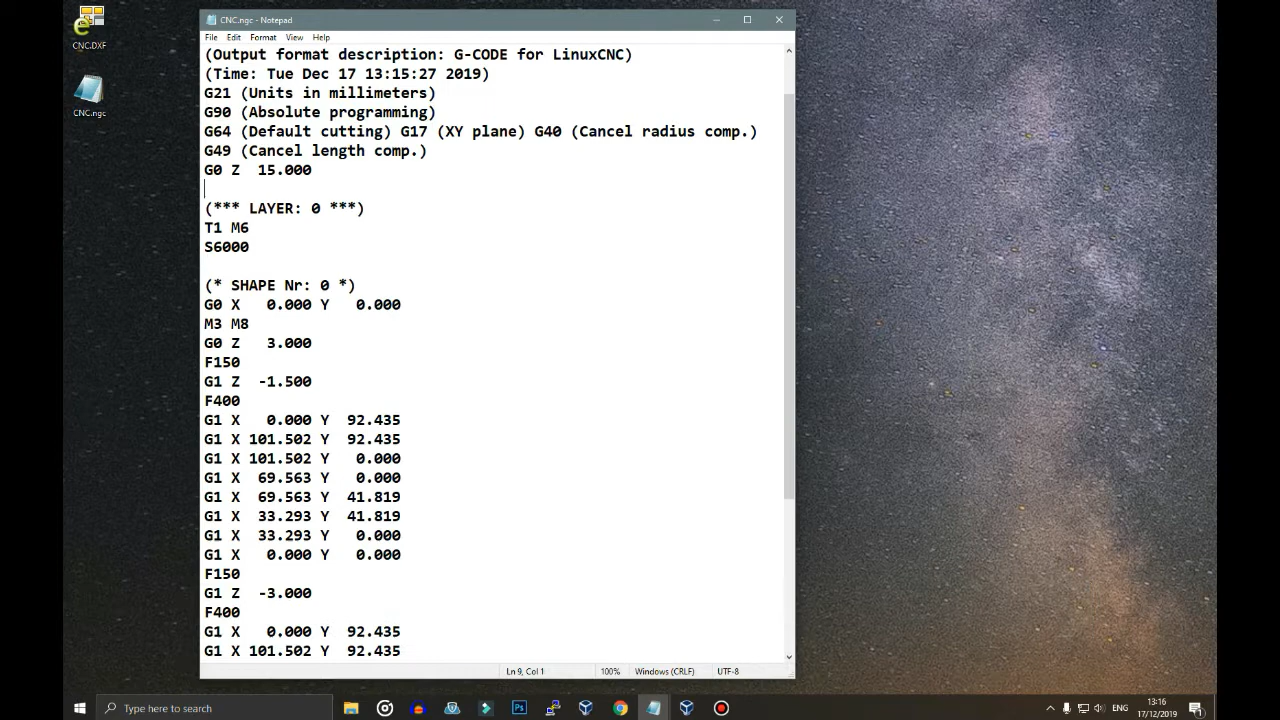 CNC.ngc - Notepad
File Edit Format View Help
CNC.DXF
CNC.ngc
(Output format description: G-CODE for LinuxCNC)
(Time: Tue Dec 17 13:15:27 2019)
G21 (Units in millimeters)
G90 (Absolute programming)
G64 (Default cutting) G17 (XY plane) G40 (Cancel radius comp.)
G49 (Cancel length comp.)
G0 Z 15.000
(*** LAYER: 0 ***)
T1 M6
S6000
(* SHAPE Nr: 0 *)
G0 X 0.000 Y 0.000
M3 M8
G0 Z 3.000
F150
G1 Z -1.500
F400
G1 X 0.000 Y 92.435
G1 X 101.502 Y 92.435
G1 X 101.502 Y 0.000
G1 X 69.563 Y 0.000
G1 X 69.563 Y 41.819
G1 X 33.293 Y 41.819
G1 X 33.293 Y 0.000
G1 X 0.000 Y 0.000
F150
G1 Z -3.000
F400
G1 X 0.000 Y 92.435
G1 X 101.502 Y 92.435
Ln 9, Col 1 100% Windows (CRLF) UTF-8
Type here to search
Ps
ENG
13:16
17/12/2019